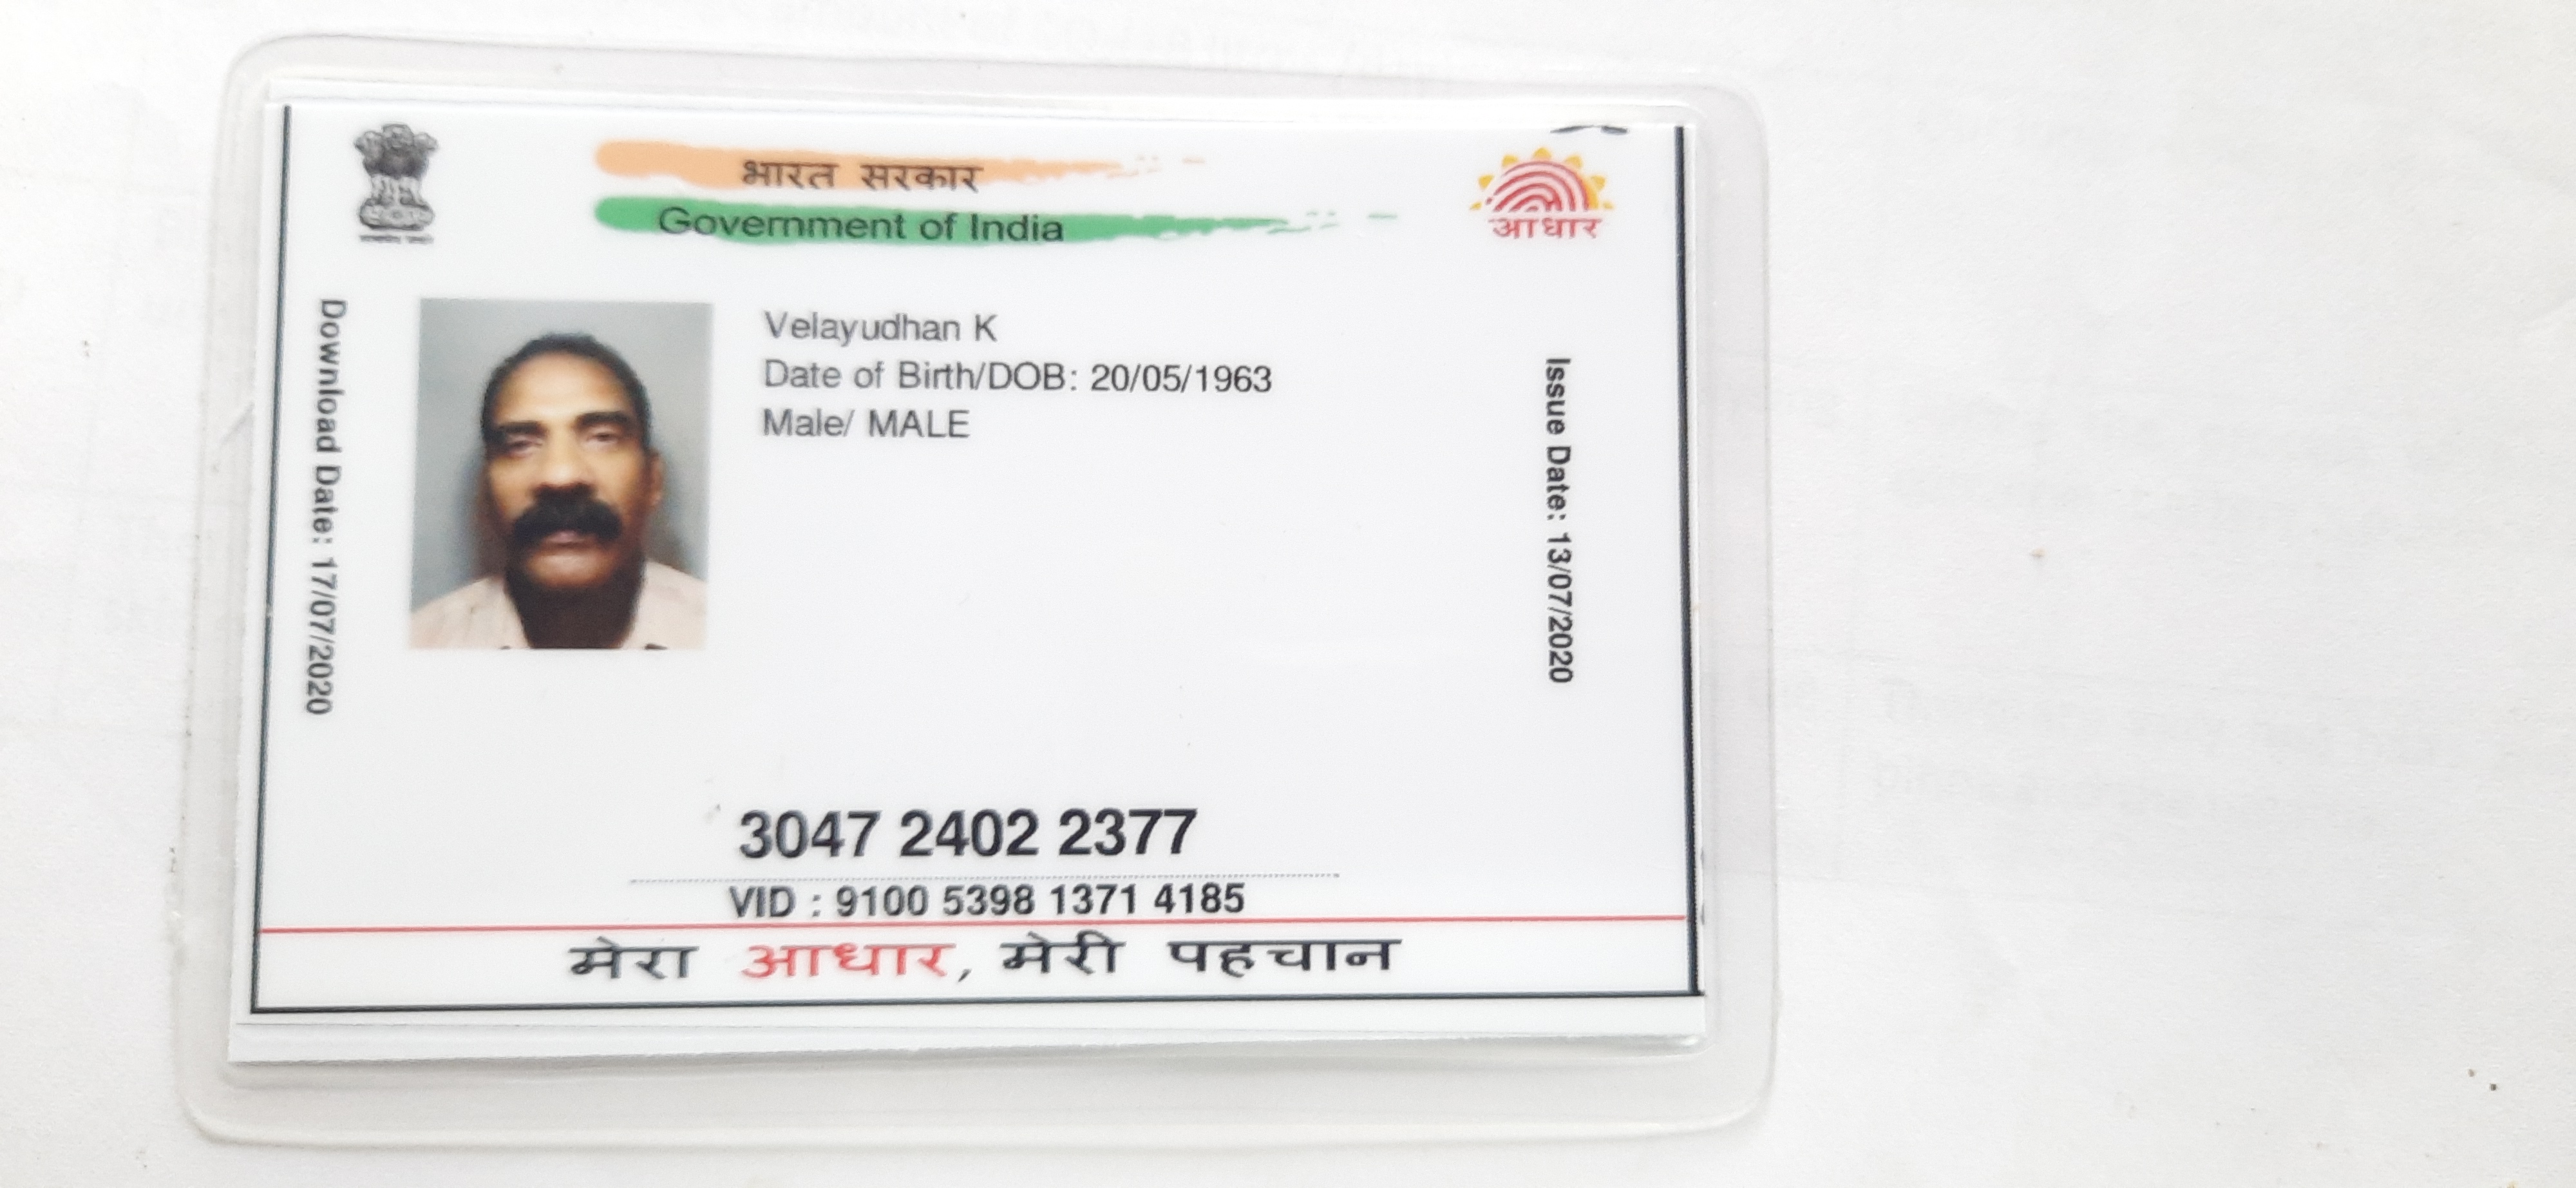 भारत सरकार
Government of India
Download Date: 17/07/2020
Velayudhan K
Date of Birth/DOB: 20/05/1963
Male/ MALE
Issue Date: 13/07/2020
3047 2402 2377
VID : 9100 5398 1371 4185
मेरा आधार, मेरी पहचान
आधार